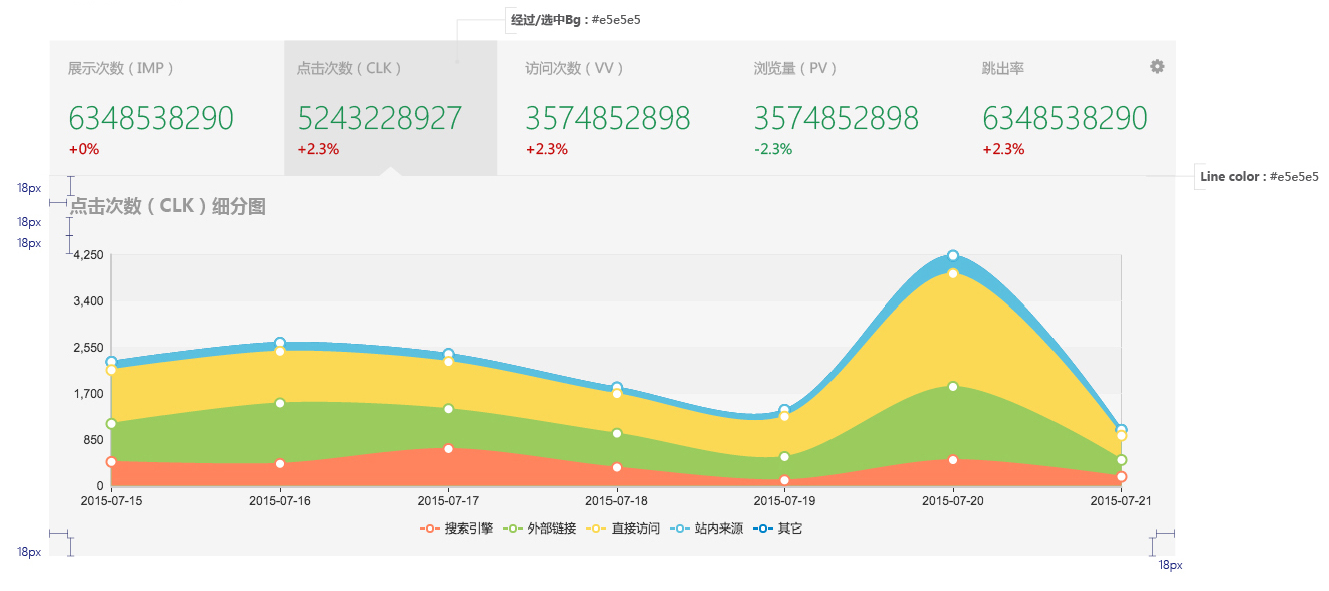 经过/选中Bg : #e5e5e5
展示次数（IMP）
点击次数（CLK）
访问次数（VV）
浏览量（PV）
跳出率
6348538290
5243228927
3574852898
3574852898
6348538290
+0%
+2.3%
+2.3%
-2.3%
+2.3%
Line color : #e5e5e5
18px
点击次数（CLK）细分图
18px
18px
4,250
3,400
2,550
1,700
850
0
2015-07-15
2015-07-16
2015-07-17
2015-07-18
2015-07-19
2015-07-20
2015-07-21
搜索引擎
外部链接
直接访问
站内来源
其它
18px
18px